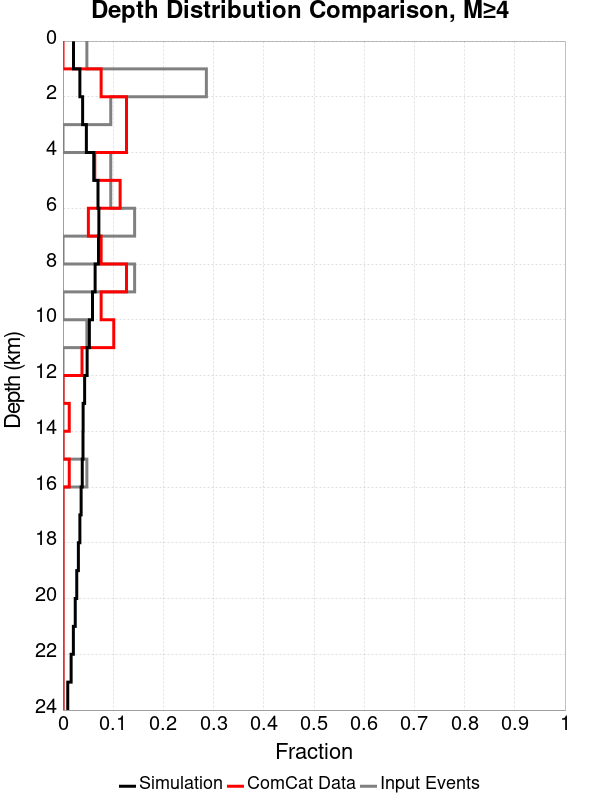 Depth Distribution Comparison, M≥4
0
2
4
6
8
10
12
14
16
18
20
22
24
Depth (km)
0 0.1 0.2 0.3 0.4 0.5 0.6 0.7 0.8 0.9 1
Fraction
Simulation ComCat Data Input Events